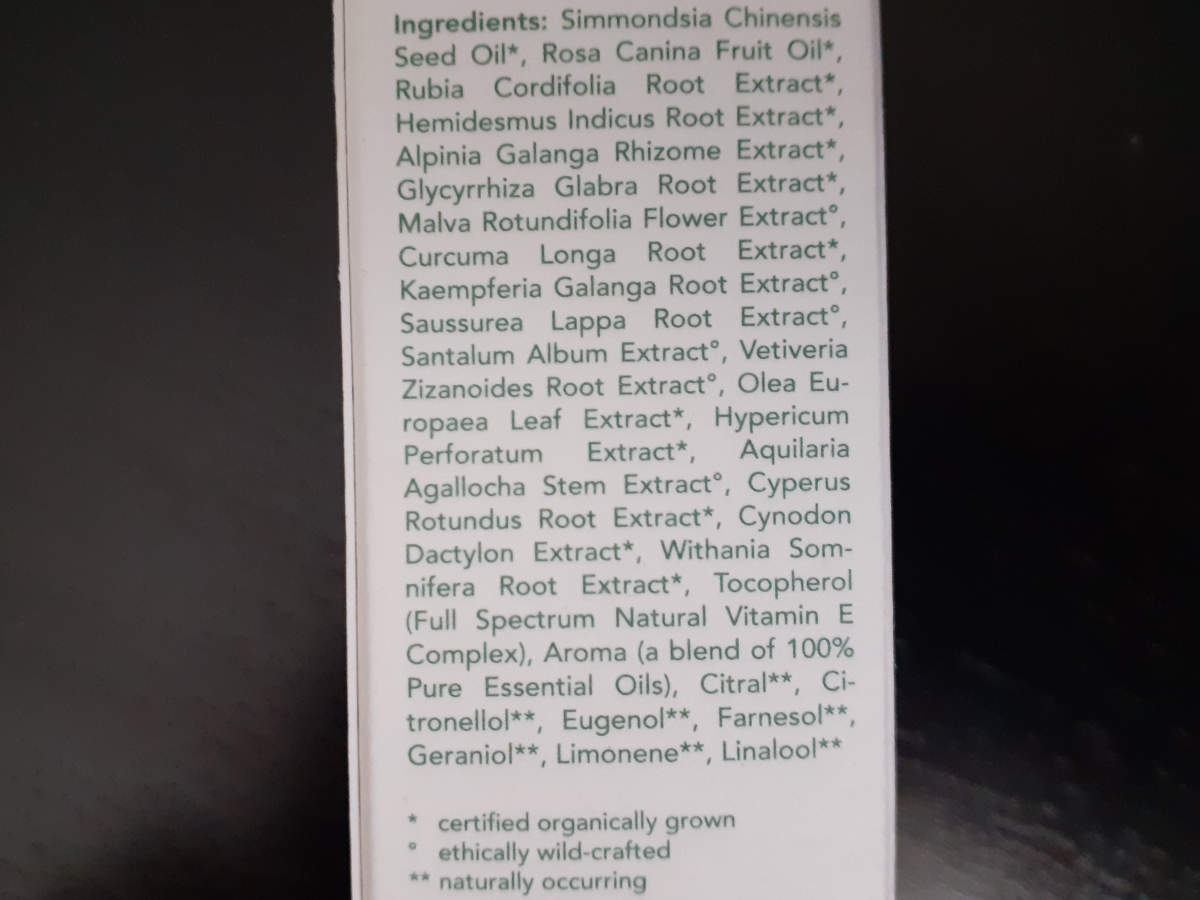 Ingredients: Simmondsia Chinensis
Seed Oil*, Rosa Canina Fruit Oil*,
Rubia Cordifolia Root Extract*,
Hemidesmus Indicus Root Extract*,
Alpinia Galanga Rhizome Extract*,
Glycyrrhiza Glabra Root Extract*,
Malva Rotundifolia Flower Extract°,
Curcuma Longa Root Extract*,
Kaempferia Galanga Root Extract°,
Saussurea Lappa Root Extract°,
Santalum Album Extract°, Vetiveria
Zizanoides Root Extract°, Olea Eu-
ropaea Leaf Extract*, Hypericum
Perforatum Extract*, Aquilaria
Agallocha Stem Extract°, Cyperus
Rotundus Root Extract*, Cynodon
Dactylon Extract*, Withania Som-
nifera Root Extract*, Tocopherol
(Full Spectrum Natural Vitamin E
Complex), Aroma (a blend of 100%
Pure Essential Oils), Citral**, Ci-
tronellol**, Eugenol**, Farnesol**,
Geraniol**, Limonene**, Linalool**
* certified organically grown
° ethically wild-crafted
** naturally occurring